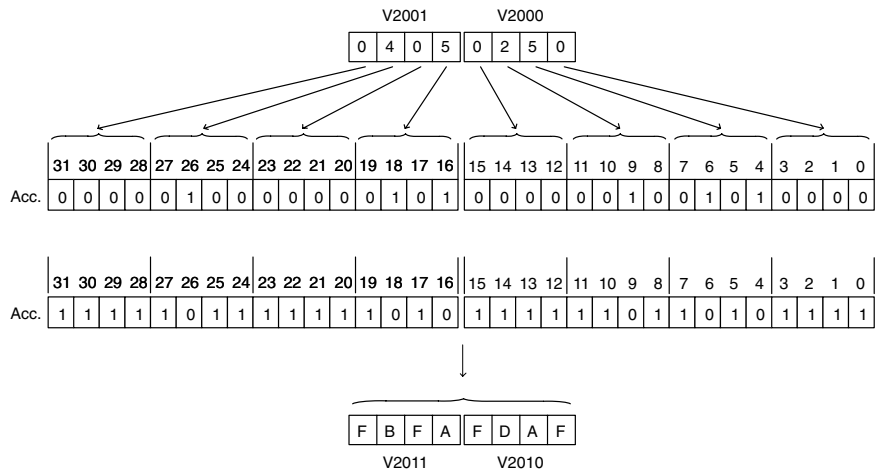 V2001 V2000
0 4 0 5 0 2 5 0
31 30 29 28 27 26 25 24 23 22 21 20 19 18 17 16 15 14 13 12 11 10 9 8 7 6 5 4 3 2 1 0
Acc. 0 0 0 0 0 1 0 0 0 0 0 0 0 1 0 1 0 0 0 0 0 0 1 0 0 1 0 1 0 0 0 0
31 30 29 28 27 26 25 24 23 22 21 20 19 18 17 16 15 14 13 12 11 10 9 8 7 6 5 4 3 2 1 0
Acc. 1 1 1 1 1 0 1 1 1 1 1 1 1 0 1 0 1 1 1 1 1 1 0 1 1 0 1 0 1 1 1 1
F B F A F D A F
V2011 V2010